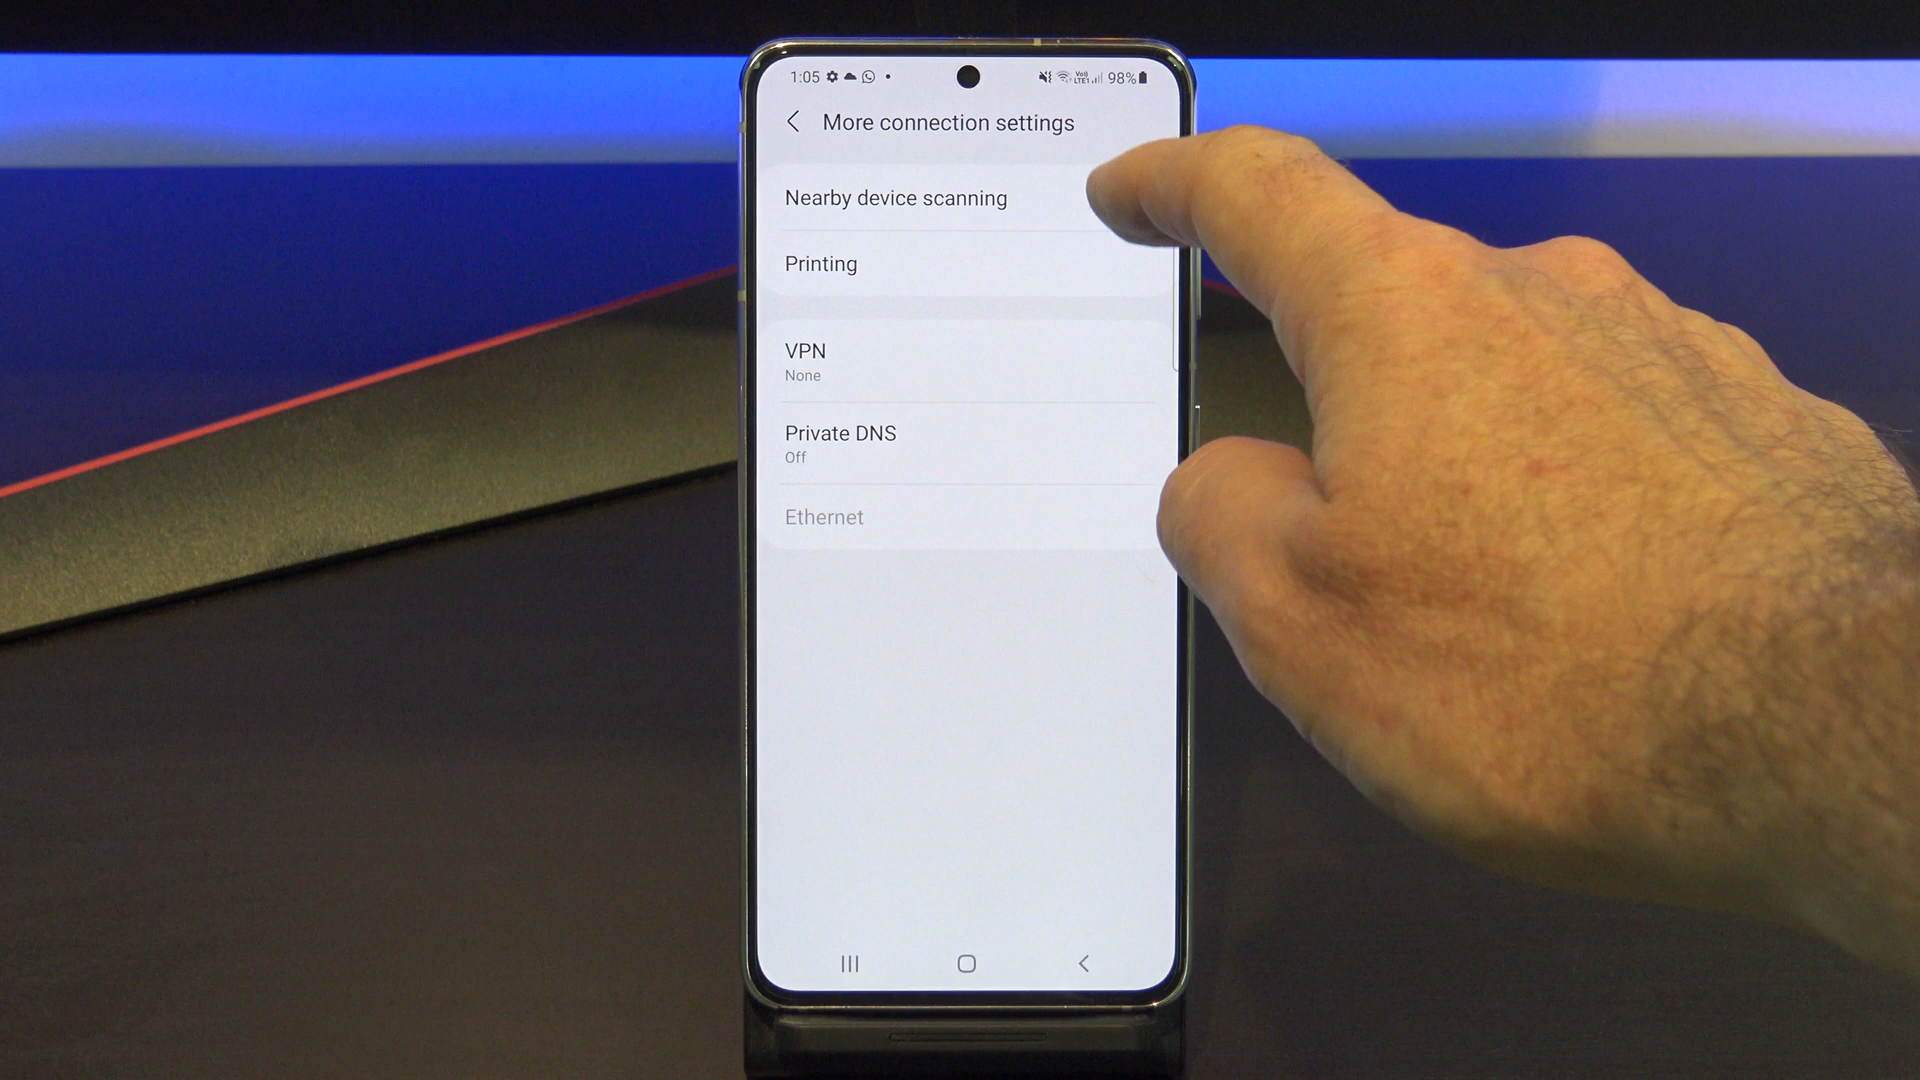 1:05 98%
More connection settings
Nearby device scanning
Printing
VPN
None
Private DNS
Off
Ethernet